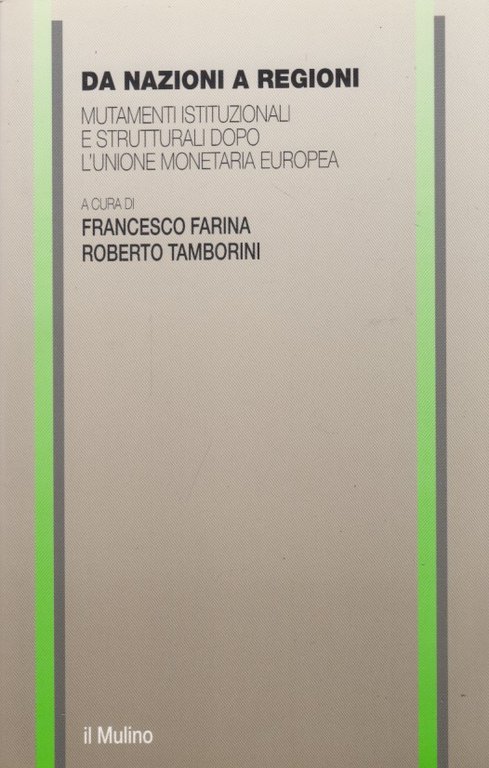 DA NAZIONI A REGIONI
MUTAMENTI ISTITUZIONALI
E STRUTTURALI DOPO
L'UNIONE MONETARIA EUROPEA
A CURA DI
FRANCESCO FARINA
ROBERTO TAMBORINI
il Mulino